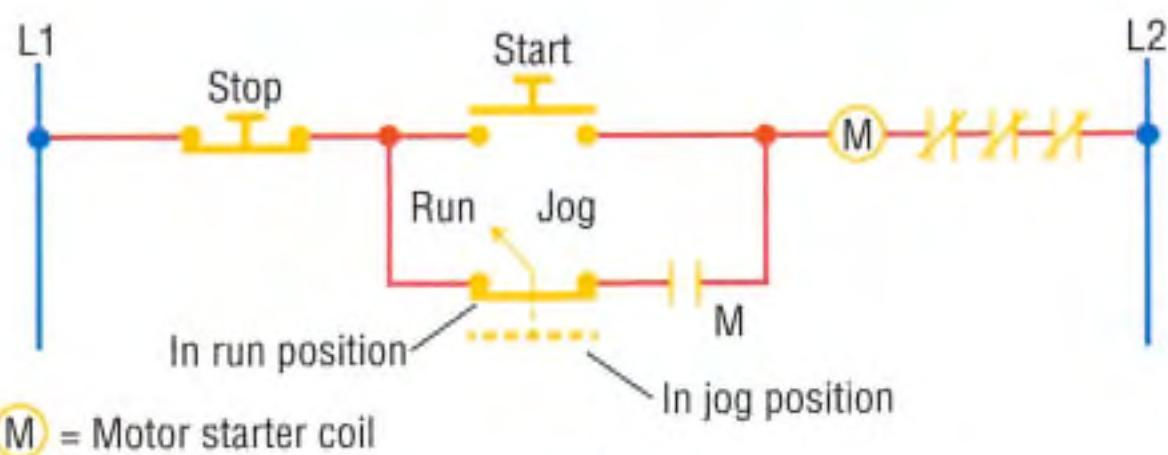 L1
L2
Start
Stop
M
Run
Jog
M
In run position
In jog position
M = Motor starter coil